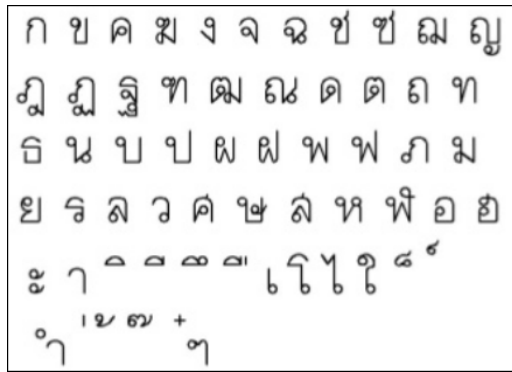 ก ข ค ฆ ง จ ฉ ช ซ ฌ ญ
ฎ ฏ ฐ ฑ ฒ ณ ด ต ถ ท
ธ น บ ป ผ ฝ พ ฟ ภ ม
ย ร ล ว ศ ษ ส ห ฬ อ ฮ
ะ า ิ ี ึ ื เ โ ไ ใ ็ ์
ำ ่ ้ ๊ ๋ ๆ